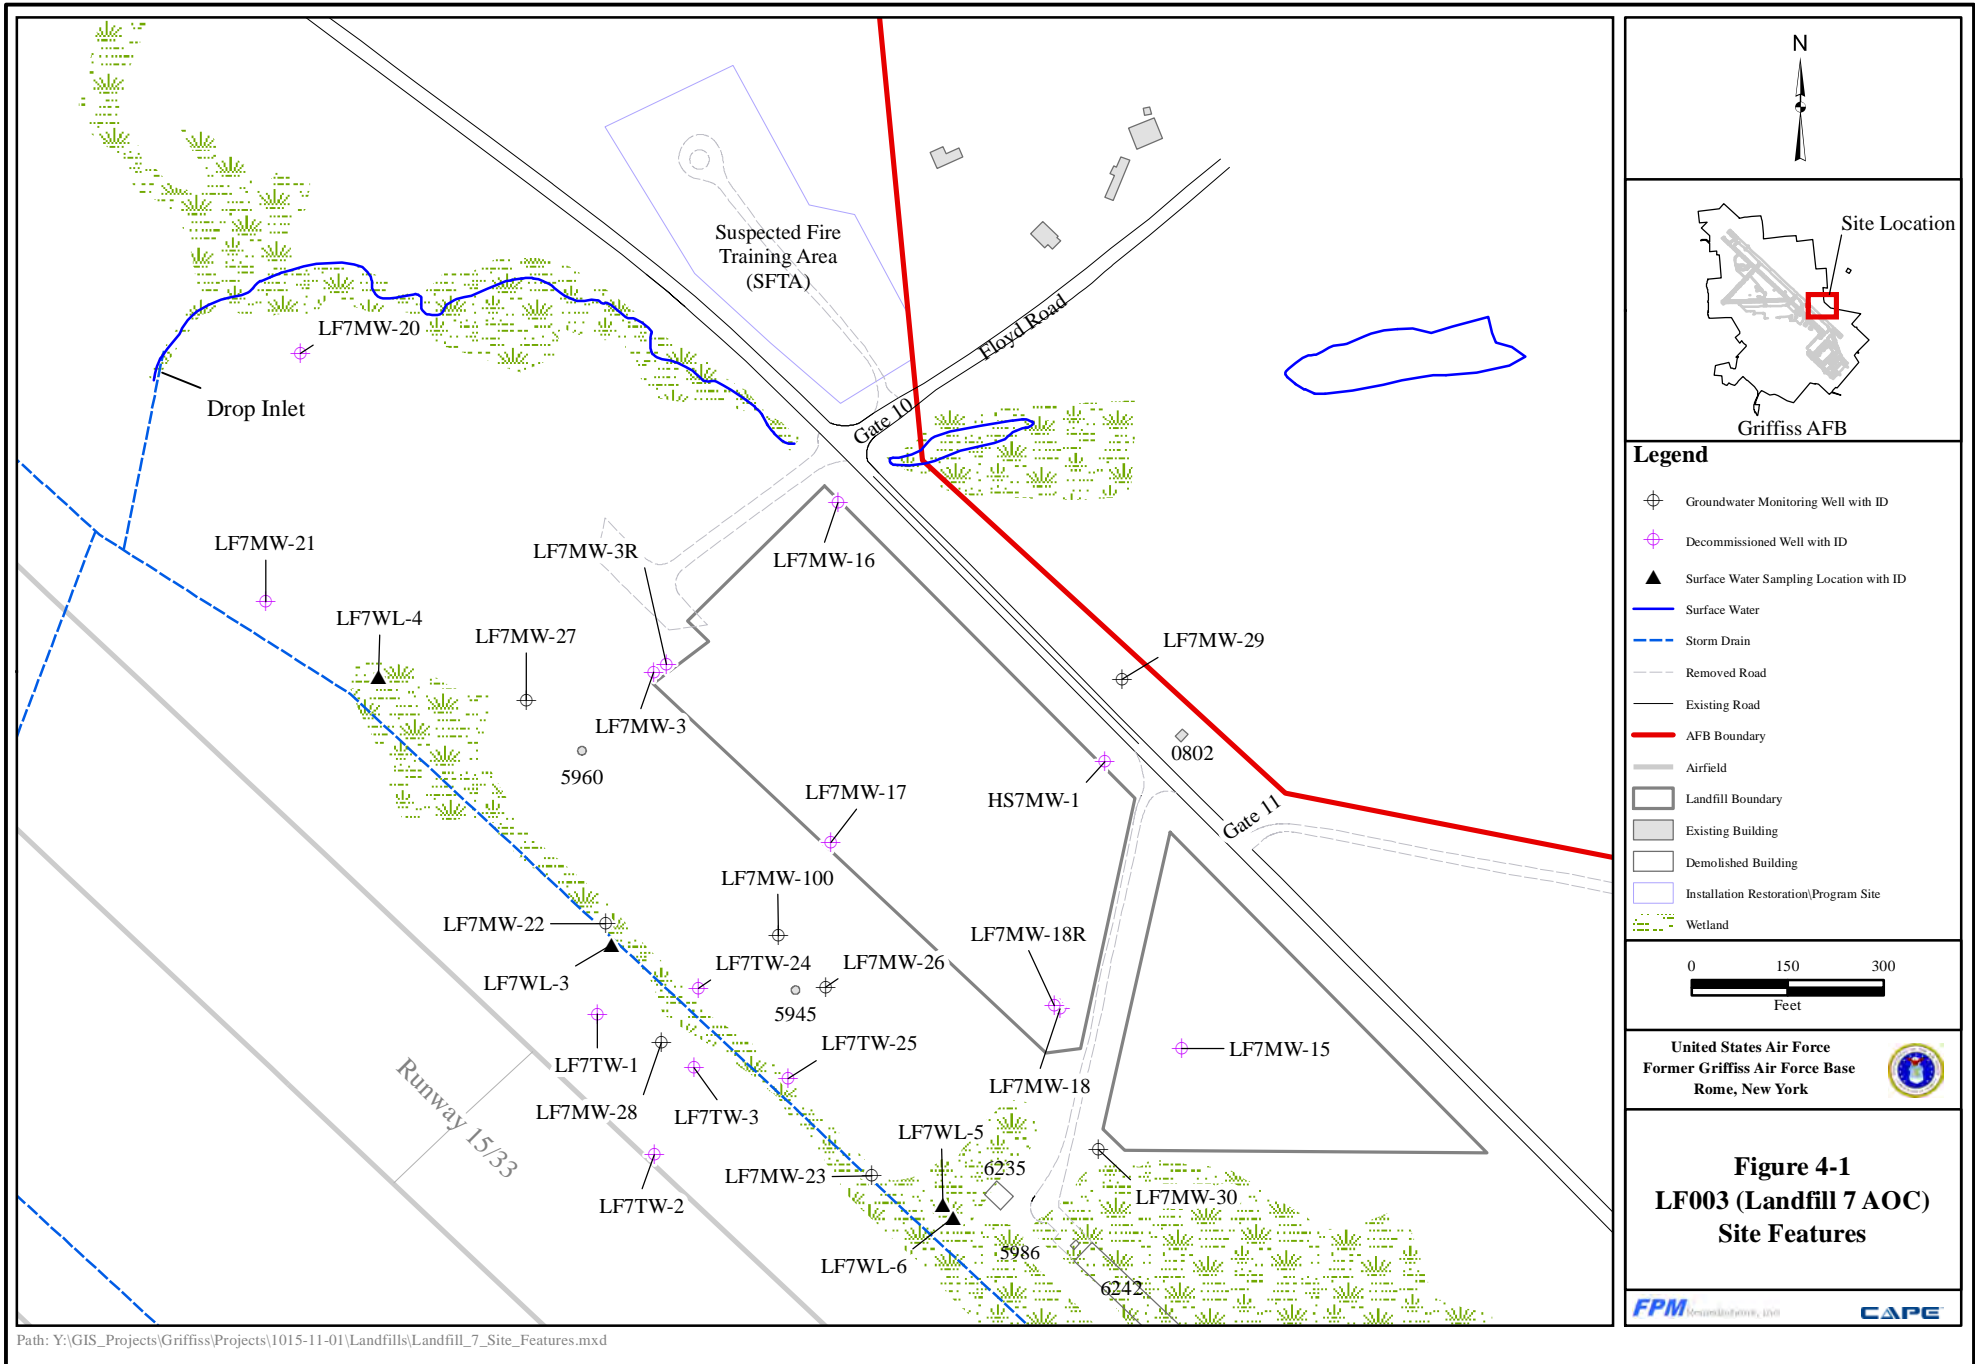 Suspected Fire
Training Area
(SFTA)
LF7MW-20
Drop Inlet
Floyd Road
Gate 10
LF7MW-21
LF7MW-3R
LF7MW-16
LF7WL-4
LF7MW-27
LF7MW-29
LF7MW-3
0802
5960
LF7MW-17
HS7MW-1
Gate 11
LF7MW-100
LF7MW-22
LF7MW-18R
LF7TW-24
LF7MW-26
LF7WL-3
5945
LF7TW-25
LF7MW-15
LF7TW-1
LF7MW-18
Runway 15/33
LF7MW-28
LF7TW-3
LF7WL-5
6235
LF7MW-23
LF7MW-30
LF7TW-2
5986
LF7WL-6
6242
N
Site Location
Griffiss AFB
Legend
Groundwater Monitoring Well with ID
Decommissioned Well with ID
Surface Water Sampling Location with ID
Surface Water
Storm Drain
Removed Road
Existing Road
AFB Boundary
Airfield
Landfill Boundary
Existing Building
Demolished Building
Installation Restoration\Program Site
Wetland
0 150 300
Feet
United States Air Force
Former Griffiss Air Force Base
Rome, New York
Figure 4-1
LF003 (Landfill 7 AOC)
Site Features
FPM
CAPE
Path: Y:\GIS_Projects\Griffiss\Projects\1015-11-01\Landfills\Landfill_7_Site_Features.mxd